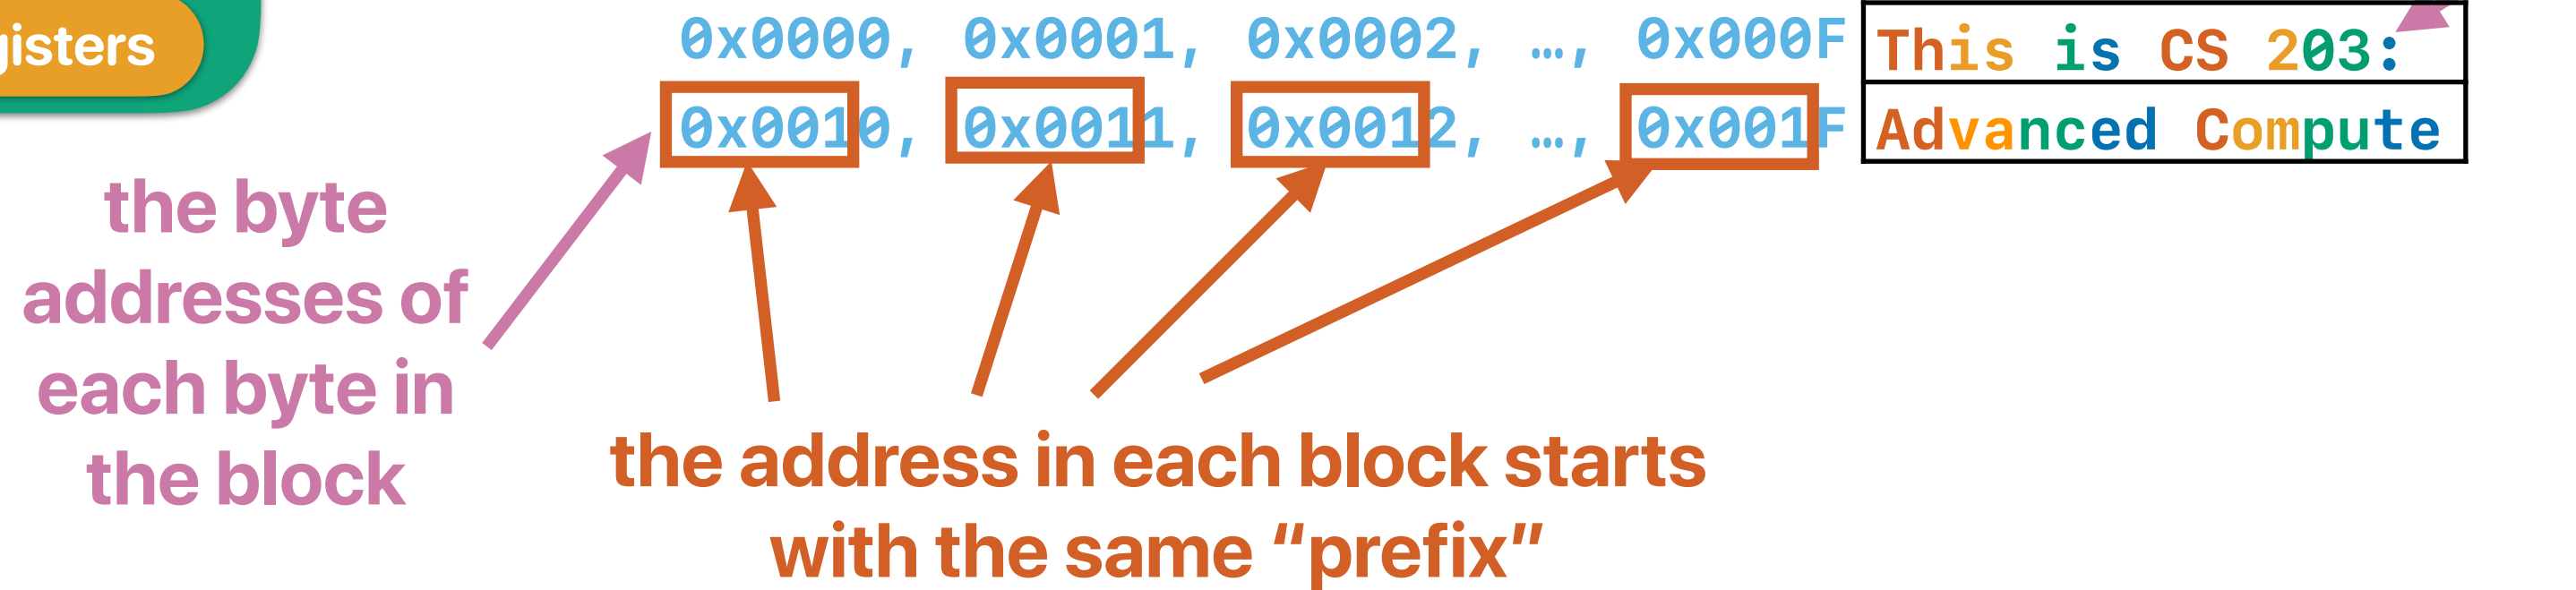 gisters
0x0000, 0x0001, 0x0002, …, 0x000F This is CS 203:
0x0010, 0x0011, 0x0012, …, 0x001F Advanced Compute
the byte
addresses of
each byte in
the block
the address in each block starts
with the same “prefix”